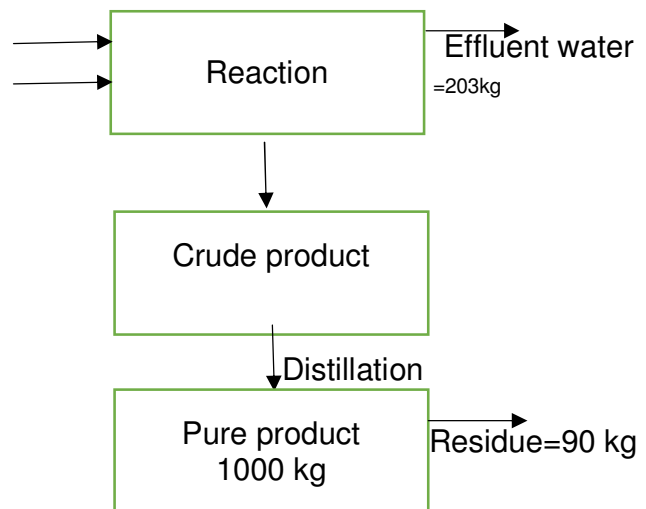 Reaction
Effluent water
=203kg
Crude product
Distillation
Pure product
1000 kg
Residue=90 kg